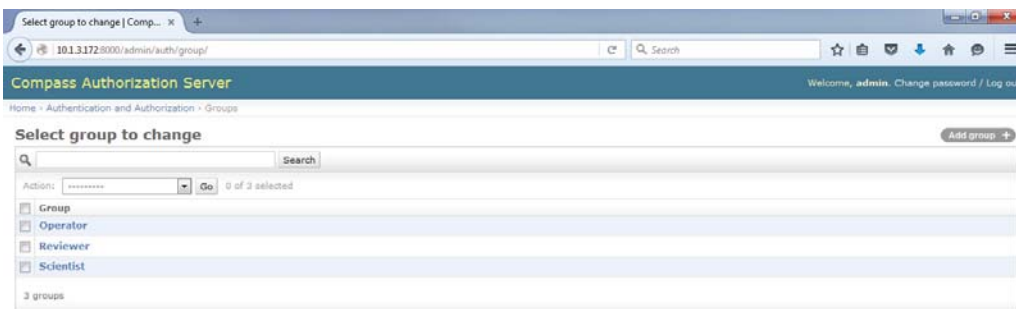 Select group to change | Comp... × +
10.1.3.172:8000/admin/auth/group/ Search
Compass Authorization Server Welcome, admin. Change password / Log ou
Home › Authentication and Authorization › Groups
Select group to change Add group +
Search
Action: --------- Go 0 of 3 selected
Group
Operator
Reviewer
Scientist
3 groups